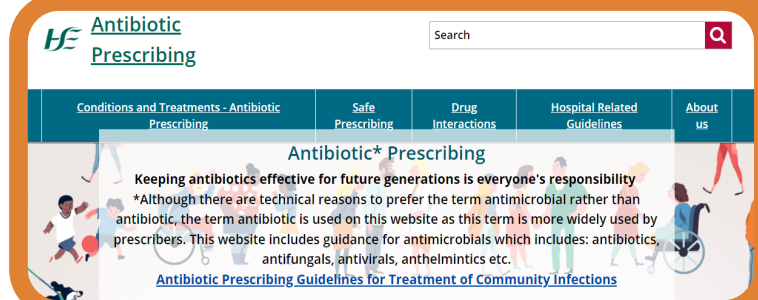 HSE
Antibiotic
Prescribing
Search
Conditions and Treatments - Antibiotic
Prescribing
Safe
Prescribing
Drug
Interactions
Hospital Related
Guidelines
About
us
Antibiotic* Prescribing
Keeping antibiotics effective for future generations is everyone's responsibility
*Although there are technical reasons to prefer the term antimicrobial rather than
antibiotic, the term antibiotic is used on this website as this term is more widely used by
prescribers. This website includes guidance for antimicrobials which includes: antibiotics,
antifungals, antivirals, anthelmintics etc.
Antibiotic Prescribing Guidelines for Treatment of Community Infections